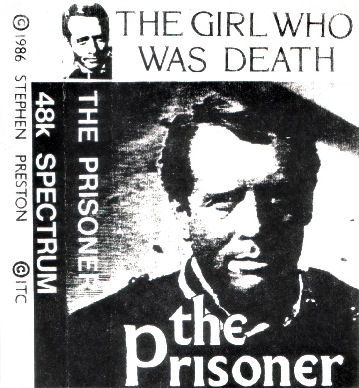 THE GIRL WHO
WAS DEATH
© 1986 STEPHEN PRESTON © ITC
THE PRISONER
48K SPECTRUM
the
Prisoner